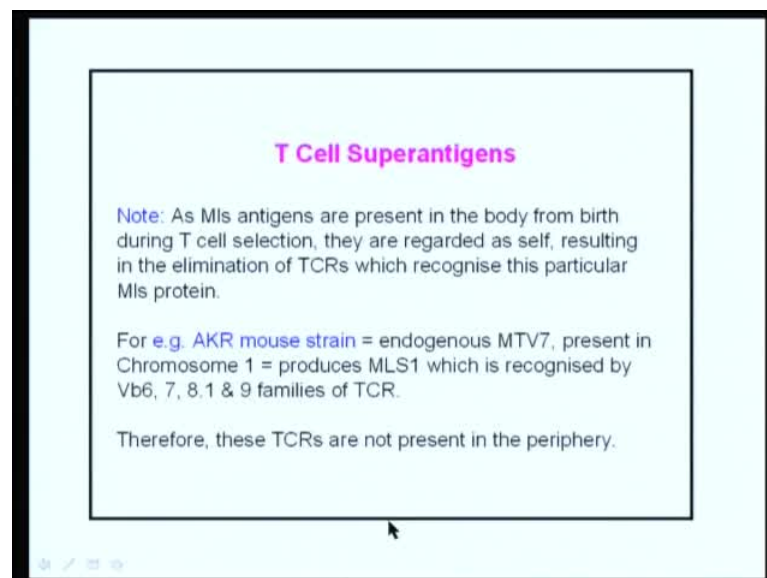 T Cell Superantigens
Note: As Mls antigens are present in the body from birth
during T cell selection, they are regarded as self, resulting
in the elimination of TCRs which recognise this particular
Mls protein.
For e.g. AKR mouse strain = endogenous MTV7, present in
Chromosome 1 = produces MLS1 which is recognised by
Vb6, 7, 8.1 & 9 families of TCR.
Therefore, these TCRs are not present in the periphery.